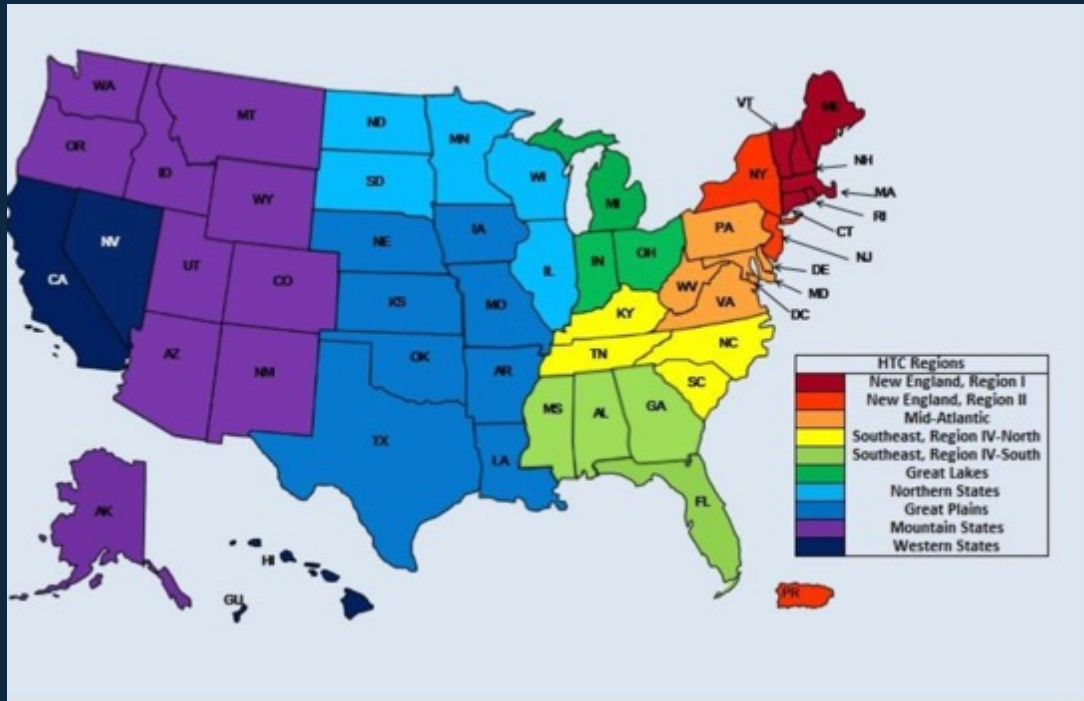 WA
MT
ND
MN
ME
VT
OR
ID
SD
WI
NY
NH
WY
MI
MA
RI
CT
PA
NJ
NV
UT
CO
NE
IA
IL
IN
OH
DE
MD
DC
CA
KS
MO
WV
VA
KY
AZ
NM
OK
AR
TN
NC
SC
TX
LA
MS
AL
GA
FL
AK
HI
GU
PR
HTC Regions
New England, Region I
New England, Region II
Mid-Atlantic
Southeast, Region IV-North
Southeast, Region IV-South
Great Lakes
Northern States
Great Plains
Mountain States
Western States